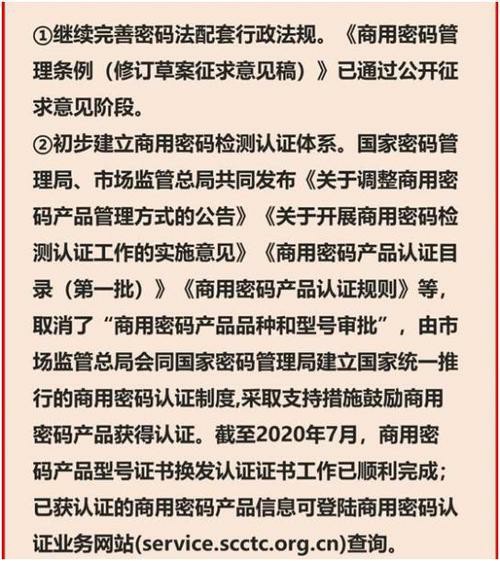 ①继续完善密码法配套行政法规。《商用密码管
理条例（修订草案征求意见稿）》已通过公开征
求意见阶段。
②初步建立商用密码检测认证体系。国家密码管
理局、市场监管总局共同发布《关于调整商用密
码产品管理方式的公告》《关于开展商用密码检
测认证工作的实施意见》《商用密码产品认证目
录（第一批）》《商用密码产品认证规则》等，
取消了“商用密码产品品种和型号审批”，由市
场监管总局会同国家密码管理局建立国家统一推
行的商用密码认证制度,采取支持措施鼓励商用
密码产品获得认证。截至2020年7月，商用密
码产品型号证书换发认证证书工作已顺利完成；
已获认证的商用密码产品信息可登陆商用密码认
证业务网站(service.scctc.org.cn)查询。